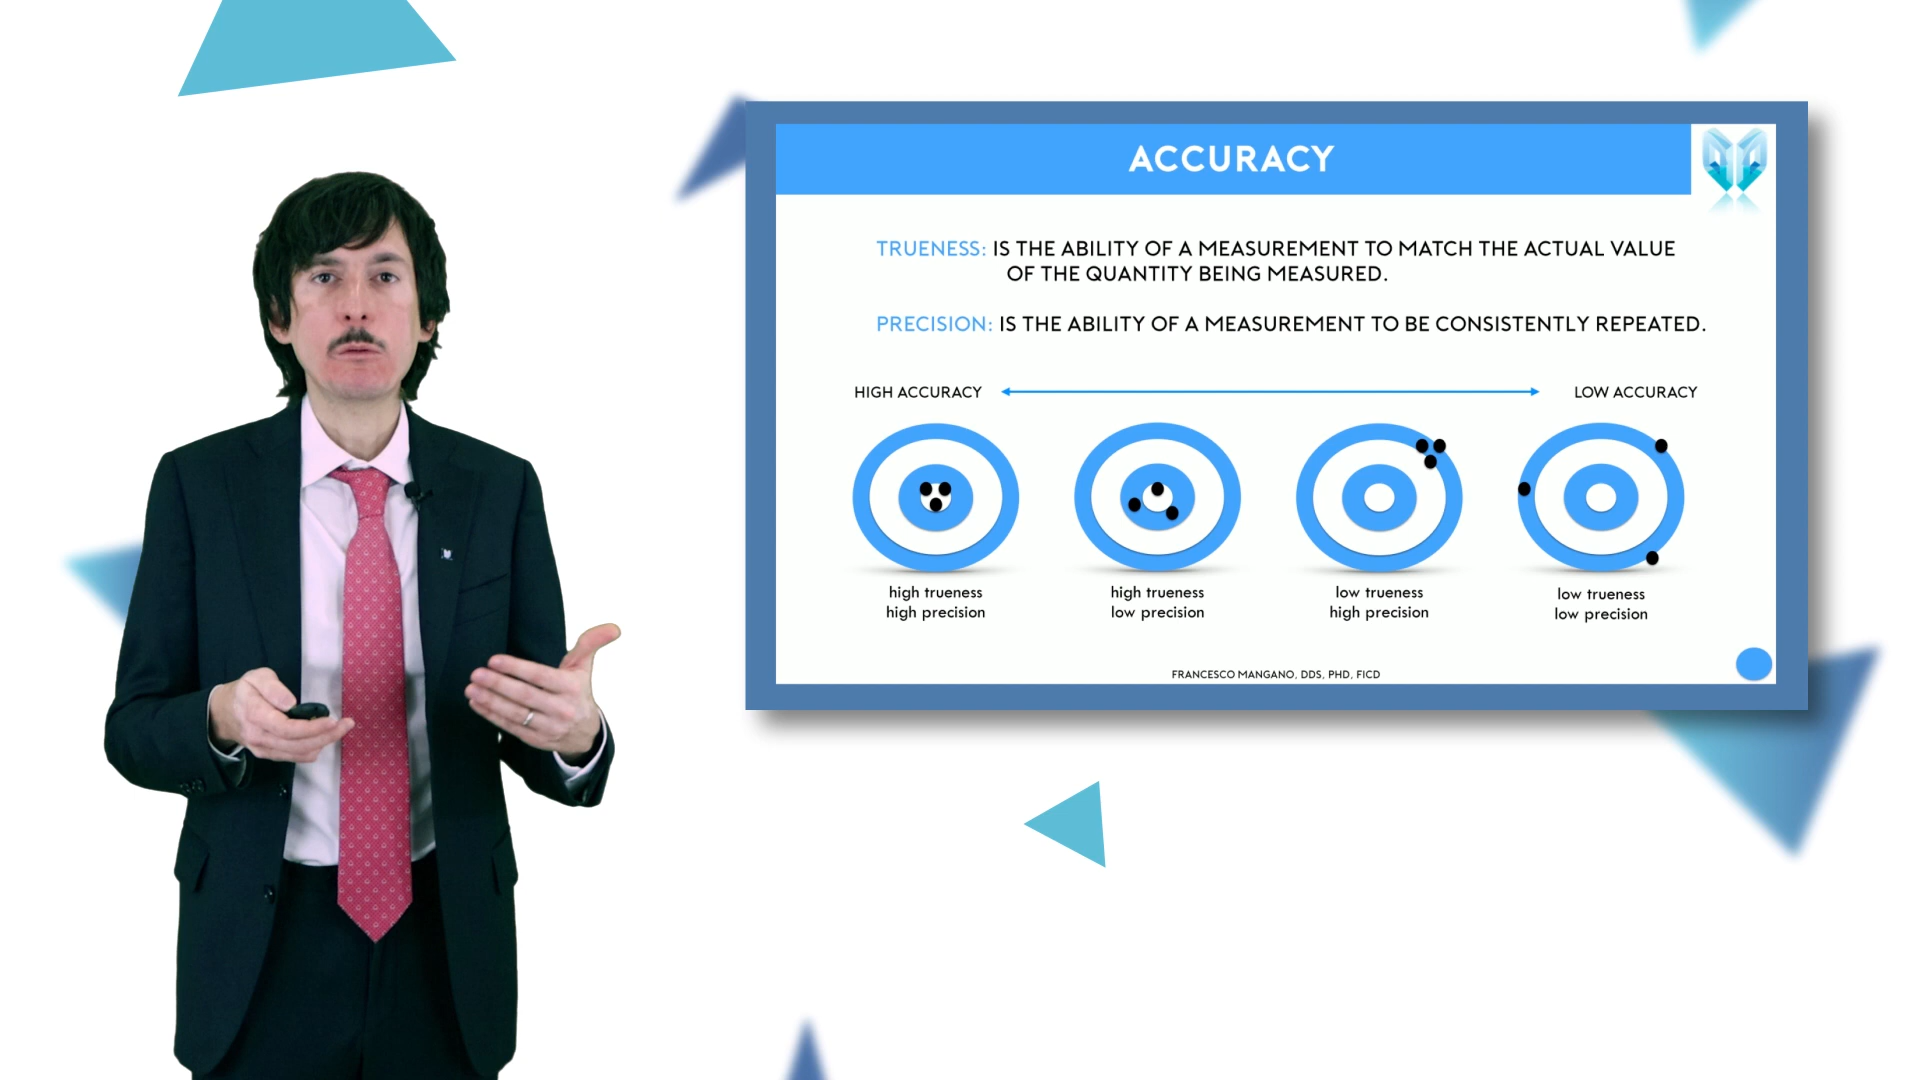 ACCURACY
TRUENESS: IS THE ABILITY OF A MEASUREMENT TO MATCH THE ACTUAL VALUE
OF THE QUANTITY BEING MEASURED.
PRECISION: IS THE ABILITY OF A MEASUREMENT TO BE CONSISTENTLY REPEATED.
HIGH ACCURACY
LOW ACCURACY
high trueness
high precision
high trueness
low precision
low trueness
high precision
low trueness
low precision
FRANCESCO MANGANO, DDS, PHD, FICD